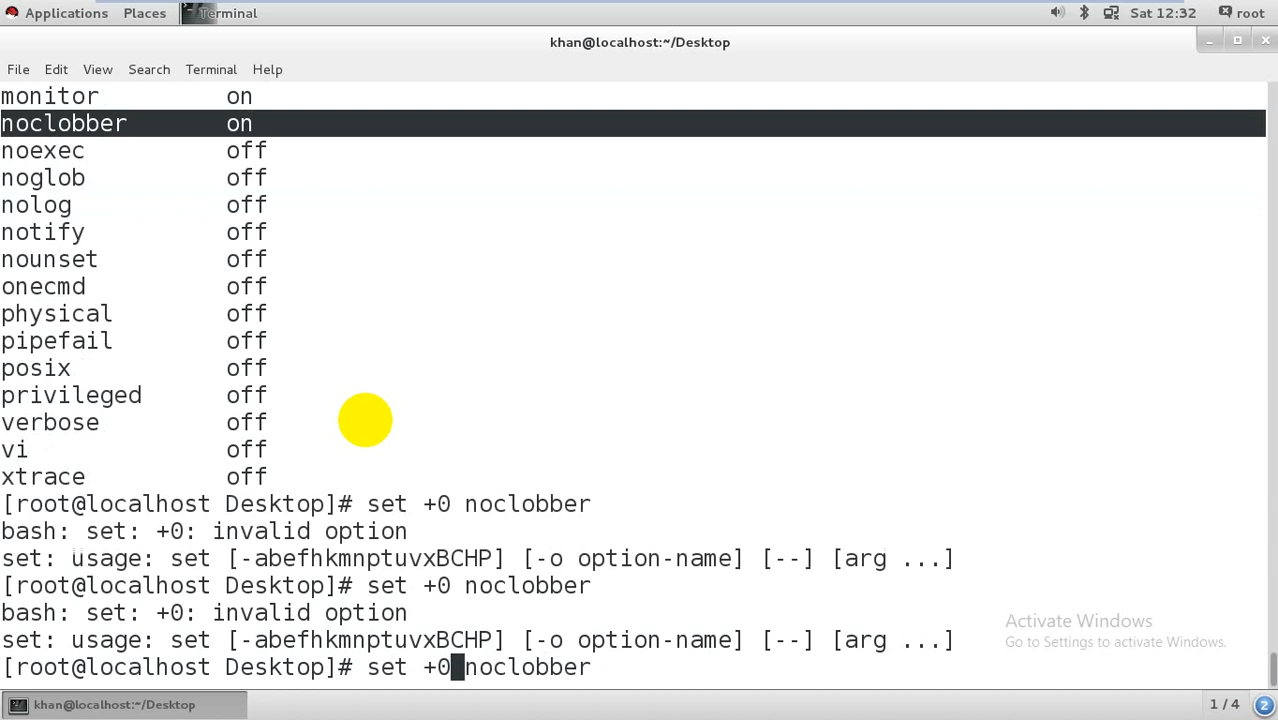 Applications Places Terminal Sat 12:32 root
khan@localhost:~/Desktop
File Edit View Search Terminal Help
monitor on
noclobber on
noexec off
noglob off
nolog off
notify off
nounset off
onecmd off
physical off
pipefail off
posix off
privileged off
verbose off
vi off
xtrace off
[root@localhost Desktop]# set +0 noclobber
bash: set: +0: invalid option
set: usage: set [-abefhkmnptuvxBCHP] [-o option-name] [--] [arg ...]
[root@localhost Desktop]# set +0 noclobber
bash: set: +0: invalid option
set: usage: set [-abefhkmnptuvxBCHP] [-o option-name] [--] [arg ...]
[root@localhost Desktop]# set +0 noclobber
Activate Windows
Go to Settings to activate Windows.
khan@localhost:~/Desktop 1 / 4 2